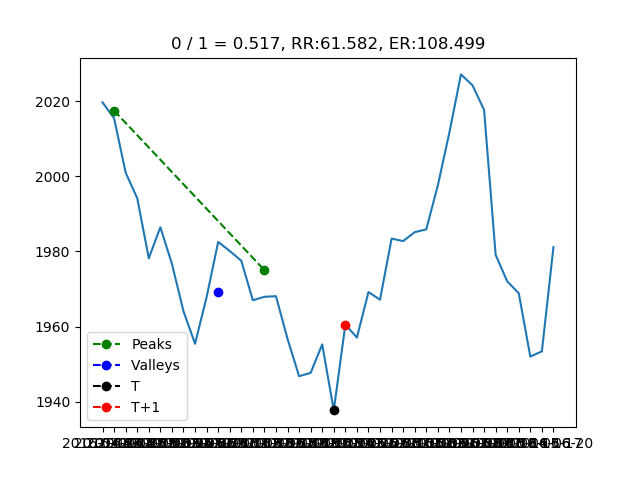 0 / 1 = 0.517, RR:61.582, ER:108.499
2020
2000
1980
1960
1940
Peaks
Valleys
T
T+1